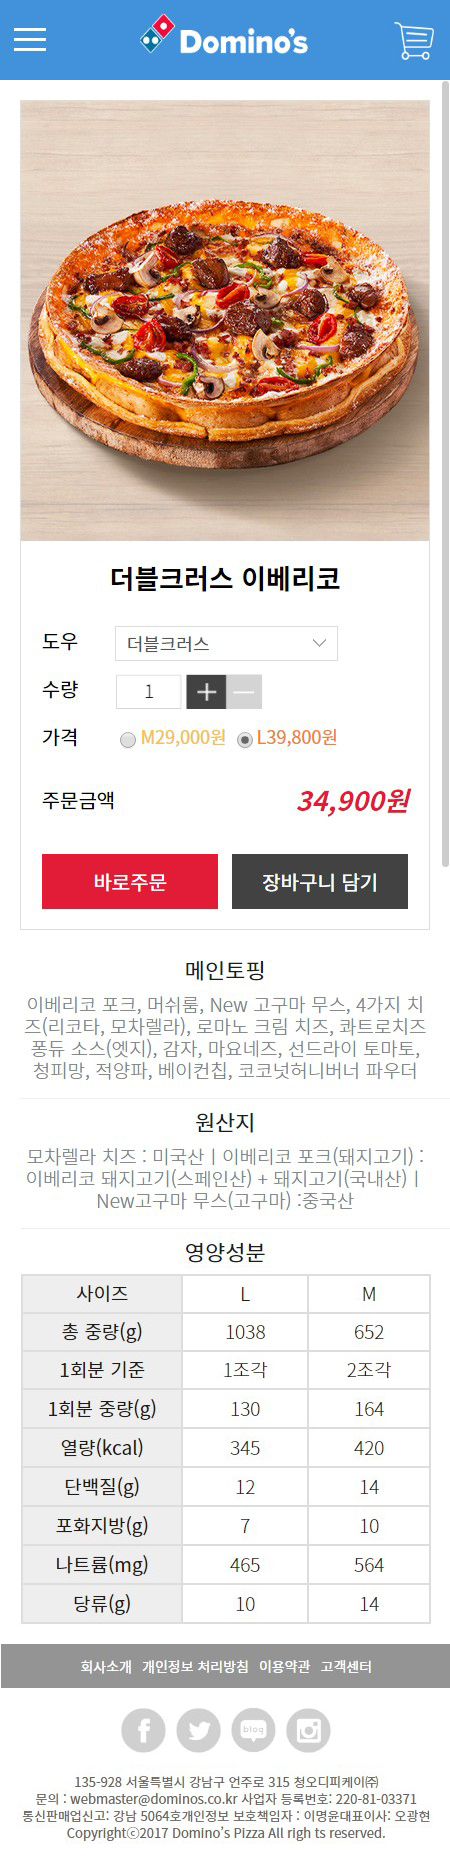 Domino's
더블크러스 이베리코
도우 더블크러스
수량 1
가격 M29,000원 L39,800원
주문금액 34,900원
바로주문 장바구니 담기
메인토핑
이베리코 포크, 머쉬룸, New 고구마 무스, 4가지 치
즈(리코타, 모차렐라), 로마노 크림 치즈, 콰트로치즈
퐁듀 소스(엣지), 감자, 마요네즈, 선드라이 토마토,
청피망, 적양파, 베이컨칩, 코코넛허니버너 파우더
원산지
모차렐라 치즈 : 미국산ㅣ이베리코 포크(돼지고기) :
이베리코 돼지고기(스페인산) + 돼지고기(국내산)ㅣ
New고구마 무스(고구마) :중국산
영양성분
사이즈 L M
총 중량(g) 1038 652
1회분 기준 1조각 2조각
1회분 중량(g) 130 164
열량(kcal) 345 420
단백질(g) 12 14
포화지방(g) 7 10
나트륨(mg) 465 564
당류(g) 10 14
회사소개 개인정보 처리방침 이용약관 고객센터
blog
135-928 서울특별시 강남구 언주로 315 청오디피케이㈜
문의 : webmaster@dominos.co.kr 사업자 등록번호: 220-81-03371
통신판매업신고: 강남 5064호개인정보 보호책임자 : 이명윤대표이사: 오광현
Copyrightⓒ2017 Domino's Pizza All righ ts reserved.